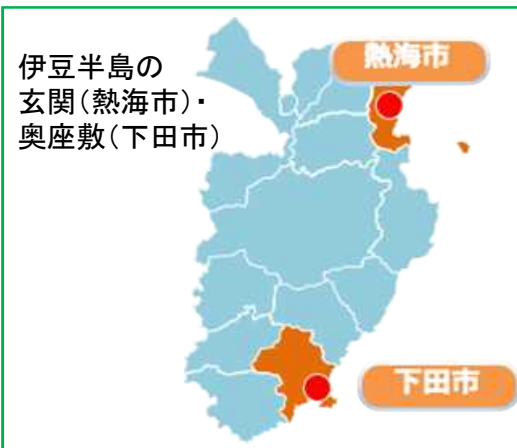 伊豆半島の
玄関(熱海市)・
奥座敷(下田市)
熱海市
下田市